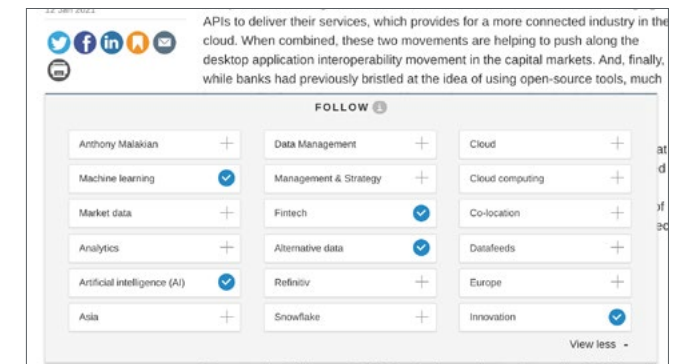 12 Jan 2021
APIs to deliver their services, which provides for a more connected industry in the
cloud. When combined, these two movements are helping to push along the
desktop application interoperability movement in the capital markets. And, finally,
while banks had previously bristled at the idea of using open-source tools, much
FOLLOW i
Anthony Malakian
Data Management
Cloud
Machine learning
Management & Strategy
Cloud computing
Market data
Fintech
Co-location
Analytics
Alternative data
Datafeeds
Artificial intelligence (AI)
Refinitiv
Europe
Asia
Snowflake
Innovation
View less -